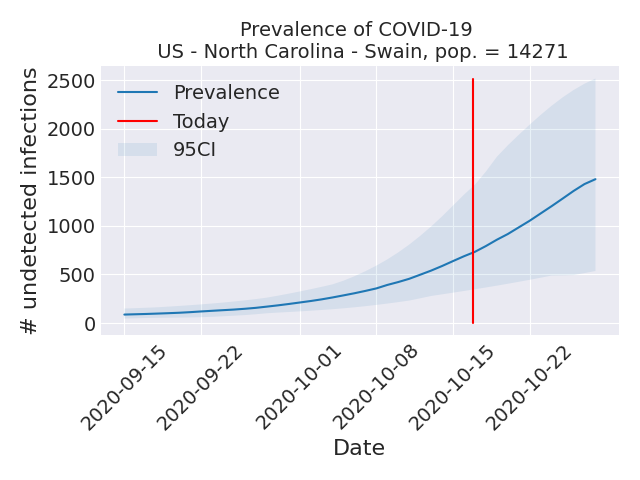 Prevalence of COVID-19
US - North Carolina - Swain, pop. = 14271
# undetected infections
2500
2000
1500
1000
500
0
Prevalence
Today
95CI
2020-09-15
2020-09-22
2020-10-01
2020-10-08
2020-10-15
2020-10-22
Date